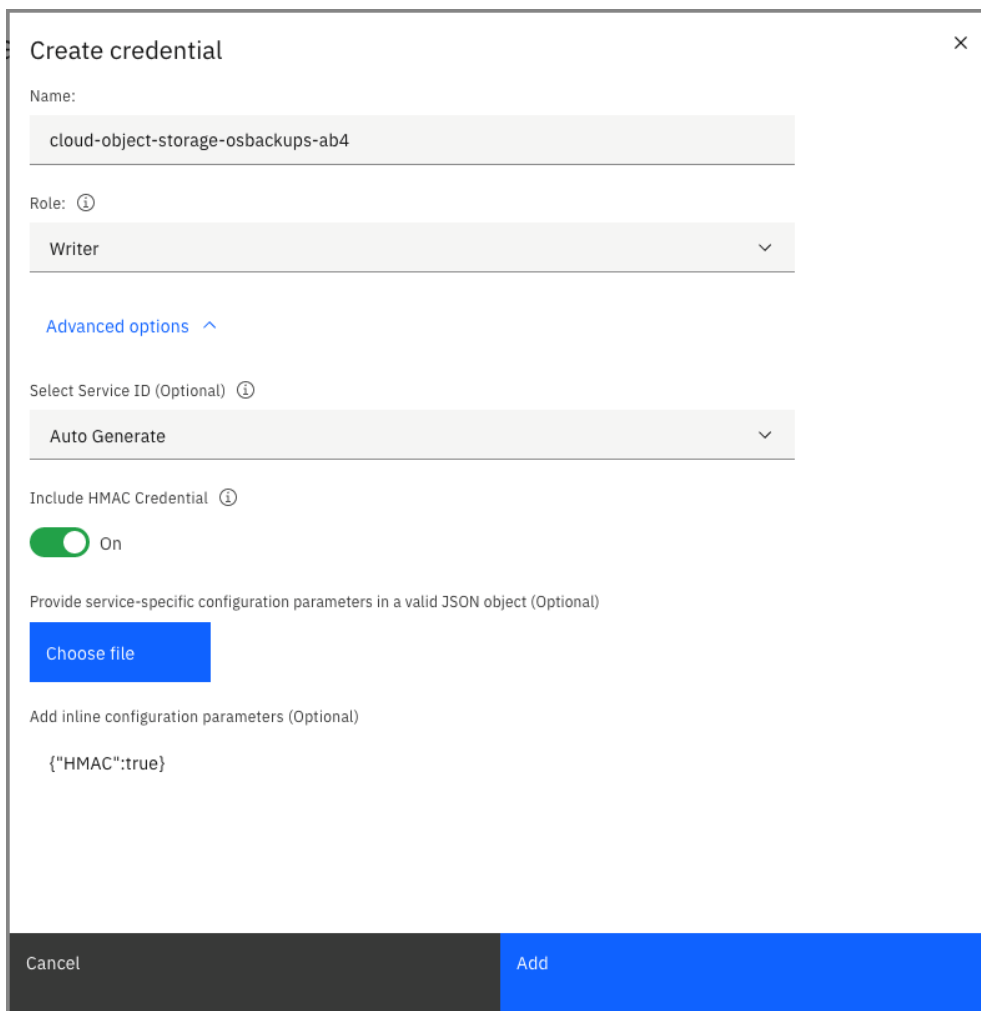 Create credential
Name:
cloud-object-storage-osbackups-ab4
Role:
Writer
Advanced options
Select Service ID (Optional)
Auto Generate
Include HMAC Credential
On
Provide service-specific configuration parameters in a valid JSON object (Optional)
Choose file
Add inline configuration parameters (Optional)
{"HMAC":true}
Cancel
Add